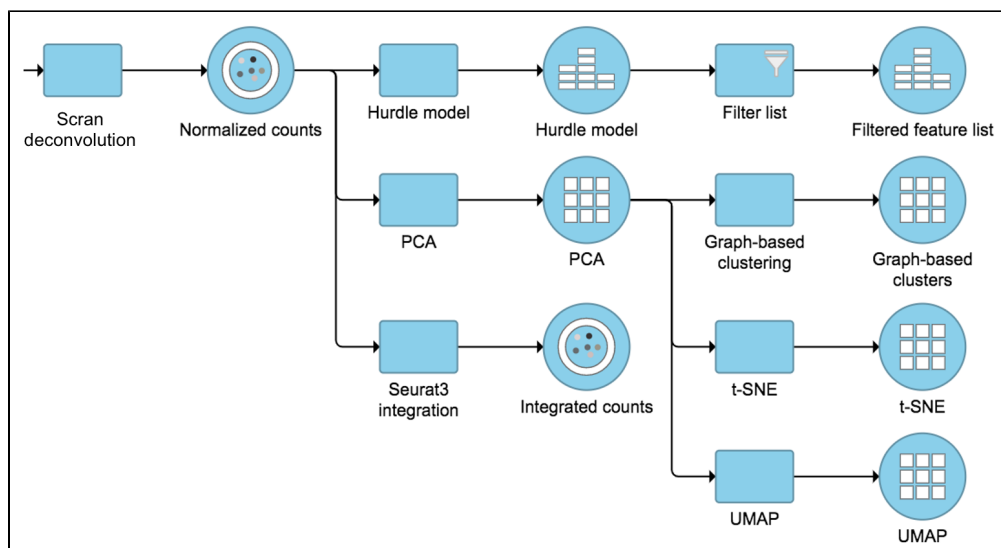 Scran
deconvolution
Normalized counts
Hurdle model
Hurdle model
Filter list
Filtered feature list
PCA
PCA
Graph-based
clustering
Graph-based
clusters
Seurat3
integration
Integrated counts
t-SNE
t-SNE
UMAP
UMAP